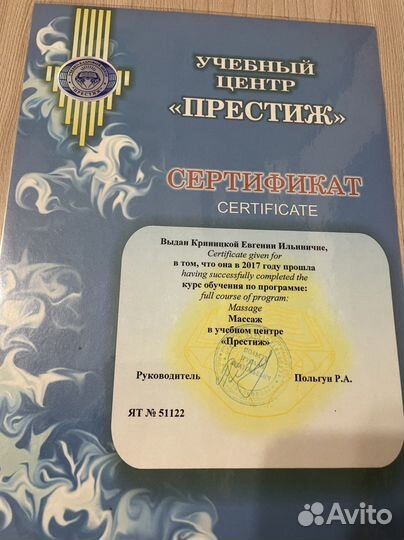 УЧЕБНЫЙ
ЦЕНТР
«ПРЕСТИЖ»
СЕРТИФИКАТ
CERTIFICATE
Выдан Криницкой Евгении Ильиничне,
Certificate given for
в том, что она в 2017 году прошла
having successfully completed the
курс обучения по программе:
full course of program:
Massage
Массаж
в учебном центре
«Престиж»
Руководитель Польгун Р.А.
ЯТ № 51122
Avito